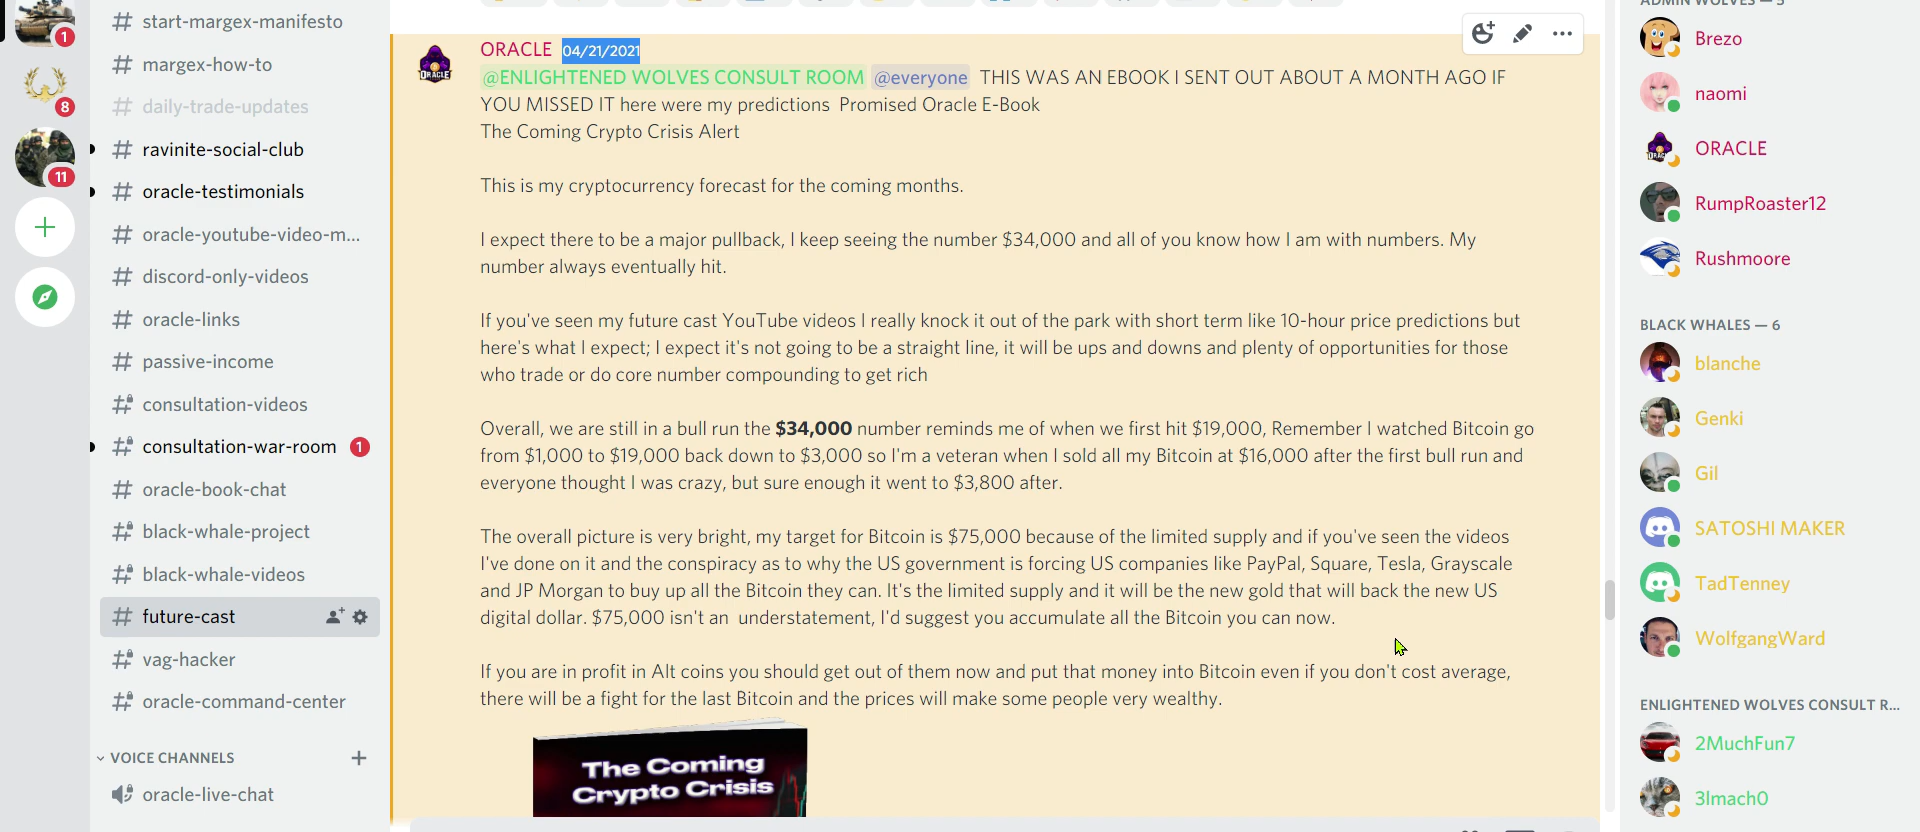 1
8
11
# start-margex-manifesto
# margex-how-to
# daily-trade-updates
# ravinite-social-club
# oracle-testimonials
# oracle-youtube-video-m...
# discord-only-videos
# oracle-links
# passive-income
# consultation-videos
# consultation-war-room 1
# oracle-book-chat
# black-whale-project
# black-whale-videos
# future-cast
# vag-hacker
# oracle-command-center
VOICE CHANNELS +
oracle-live-chat
ORACLE
ORACLE 04/21/2021
@ENLIGHTENED WOLVES CONSULT ROOM @everyone THIS WAS AN EBOOK I SENT OUT ABOUT A MONTH AGO IF
YOU MISSED IT here were my predictions Promised Oracle E-Book
The Coming Crypto Crisis Alert
This is my cryptocurrency forecast for the coming months.
I expect there to be a major pullback, I keep seeing the number $34,000 and all of you know how I am with numbers. My
number always eventually hit.
If you've seen my future cast YouTube videos I really knock it out of the park with short term like 10-hour price predictions but
here's what I expect; I expect it's not going to be a straight line, it will be ups and downs and plenty of opportunities for those
who trade or do core number compounding to get rich
Overall, we are still in a bull run the $34,000 number reminds me of when we first hit $19,000, Remember I watched Bitcoin go
from $1,000 to $19,000 back down to $3,000 so I'm a veteran when I sold all my Bitcoin at $16,000 after the first bull run and
everyone thought I was crazy, but sure enough it went to $3,800 after.
The overall picture is very bright, my target for Bitcoin is $75,000 because of the limited supply and if you've seen the videos
I've done on it and the conspiracy as to why the US government is forcing US companies like PayPal, Square, Tesla, Grayscale
and JP Morgan to buy up all the Bitcoin they can. It's the limited supply and it will be the new gold that will back the new US
digital dollar. $75,000 isn't an understatement, I'd suggest you accumulate all the Bitcoin you can now.
If you are in profit in Alt coins you should get out of them now and put that money into Bitcoin even if you don't cost average,
there will be a fight for the last Bitcoin and the prices will make some people very wealthy.
The Coming
Crypto Crisis
ADMIN WOLVES — 5
Brezo
naomi
ORACLE
RumpRoaster12
Rushmoore
BLACK WHALES — 6
blanche
Genki
Gil
SATOSHI MAKER
TadTenney
WolfgangWard
ENLIGHTENED WOLVES CONSULT R...
2MuchFun7
3lmach0